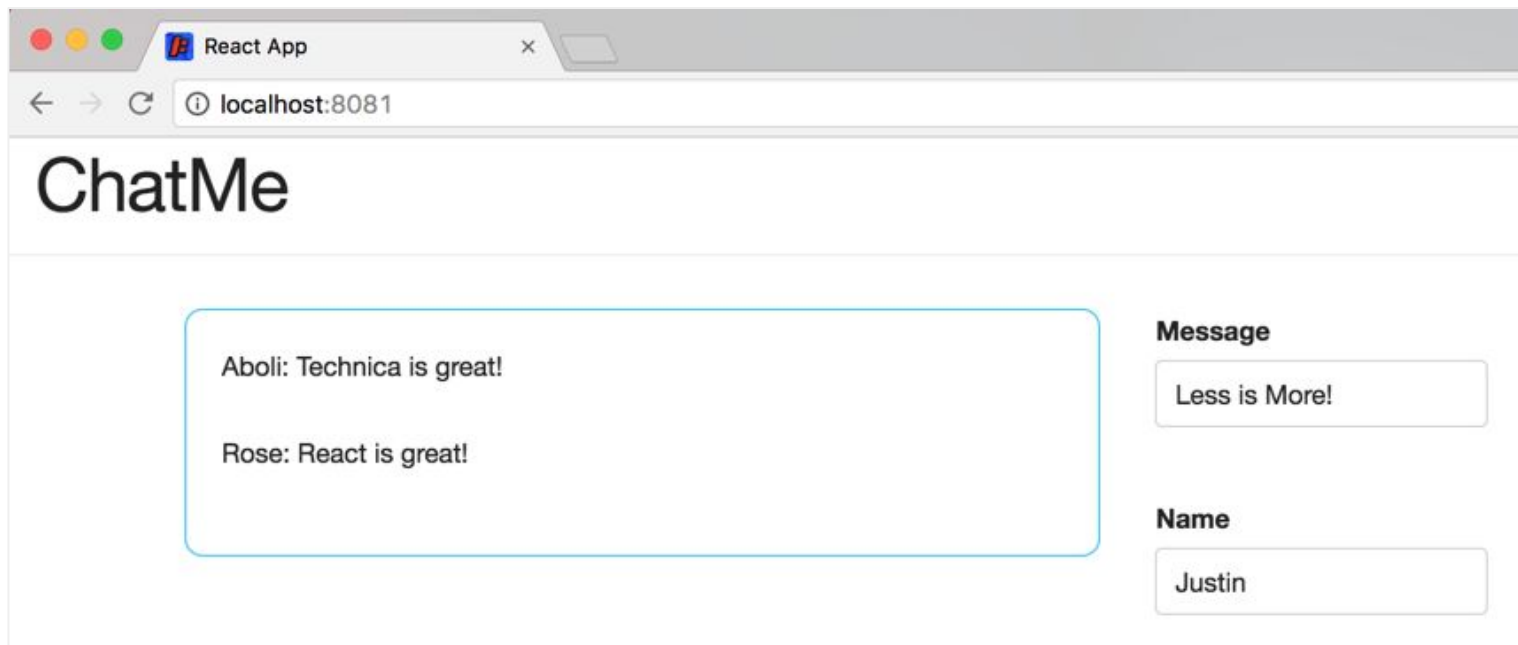 React App
localhost:8081
ChatMe
Aboli: Technica is great!
Rose: React is great!
Message
Less is More!
Name
Justin